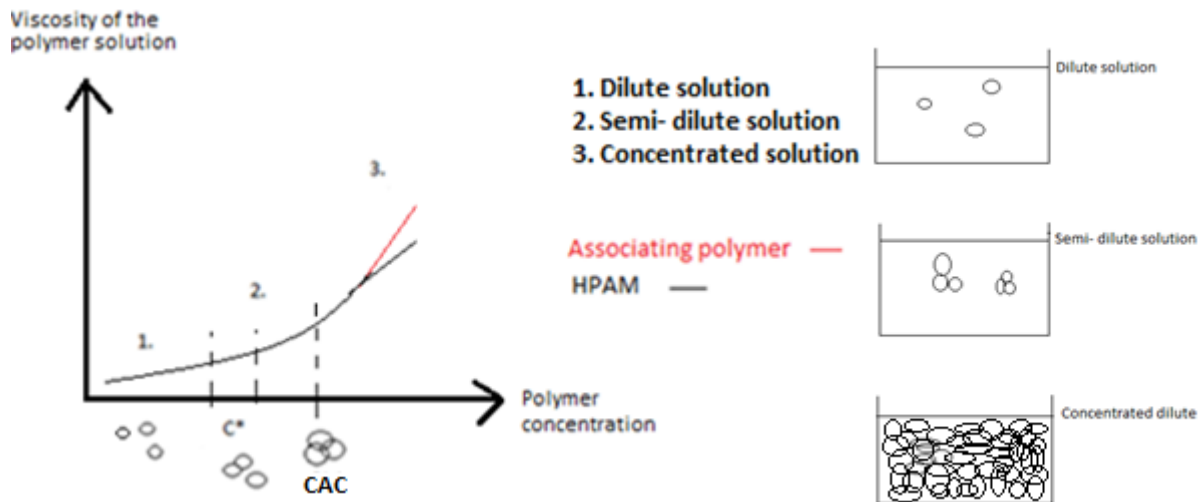 Viscosity of the
polymer solution
1. Dilute solution
2. Semi- dilute solution
3. Concentrated solution
3.
Associating polymer
HPAM
2.
1.
Polymer
concentration
C*
CAC
Dilute solution
Semi- dilute solution
Concentrated dilute